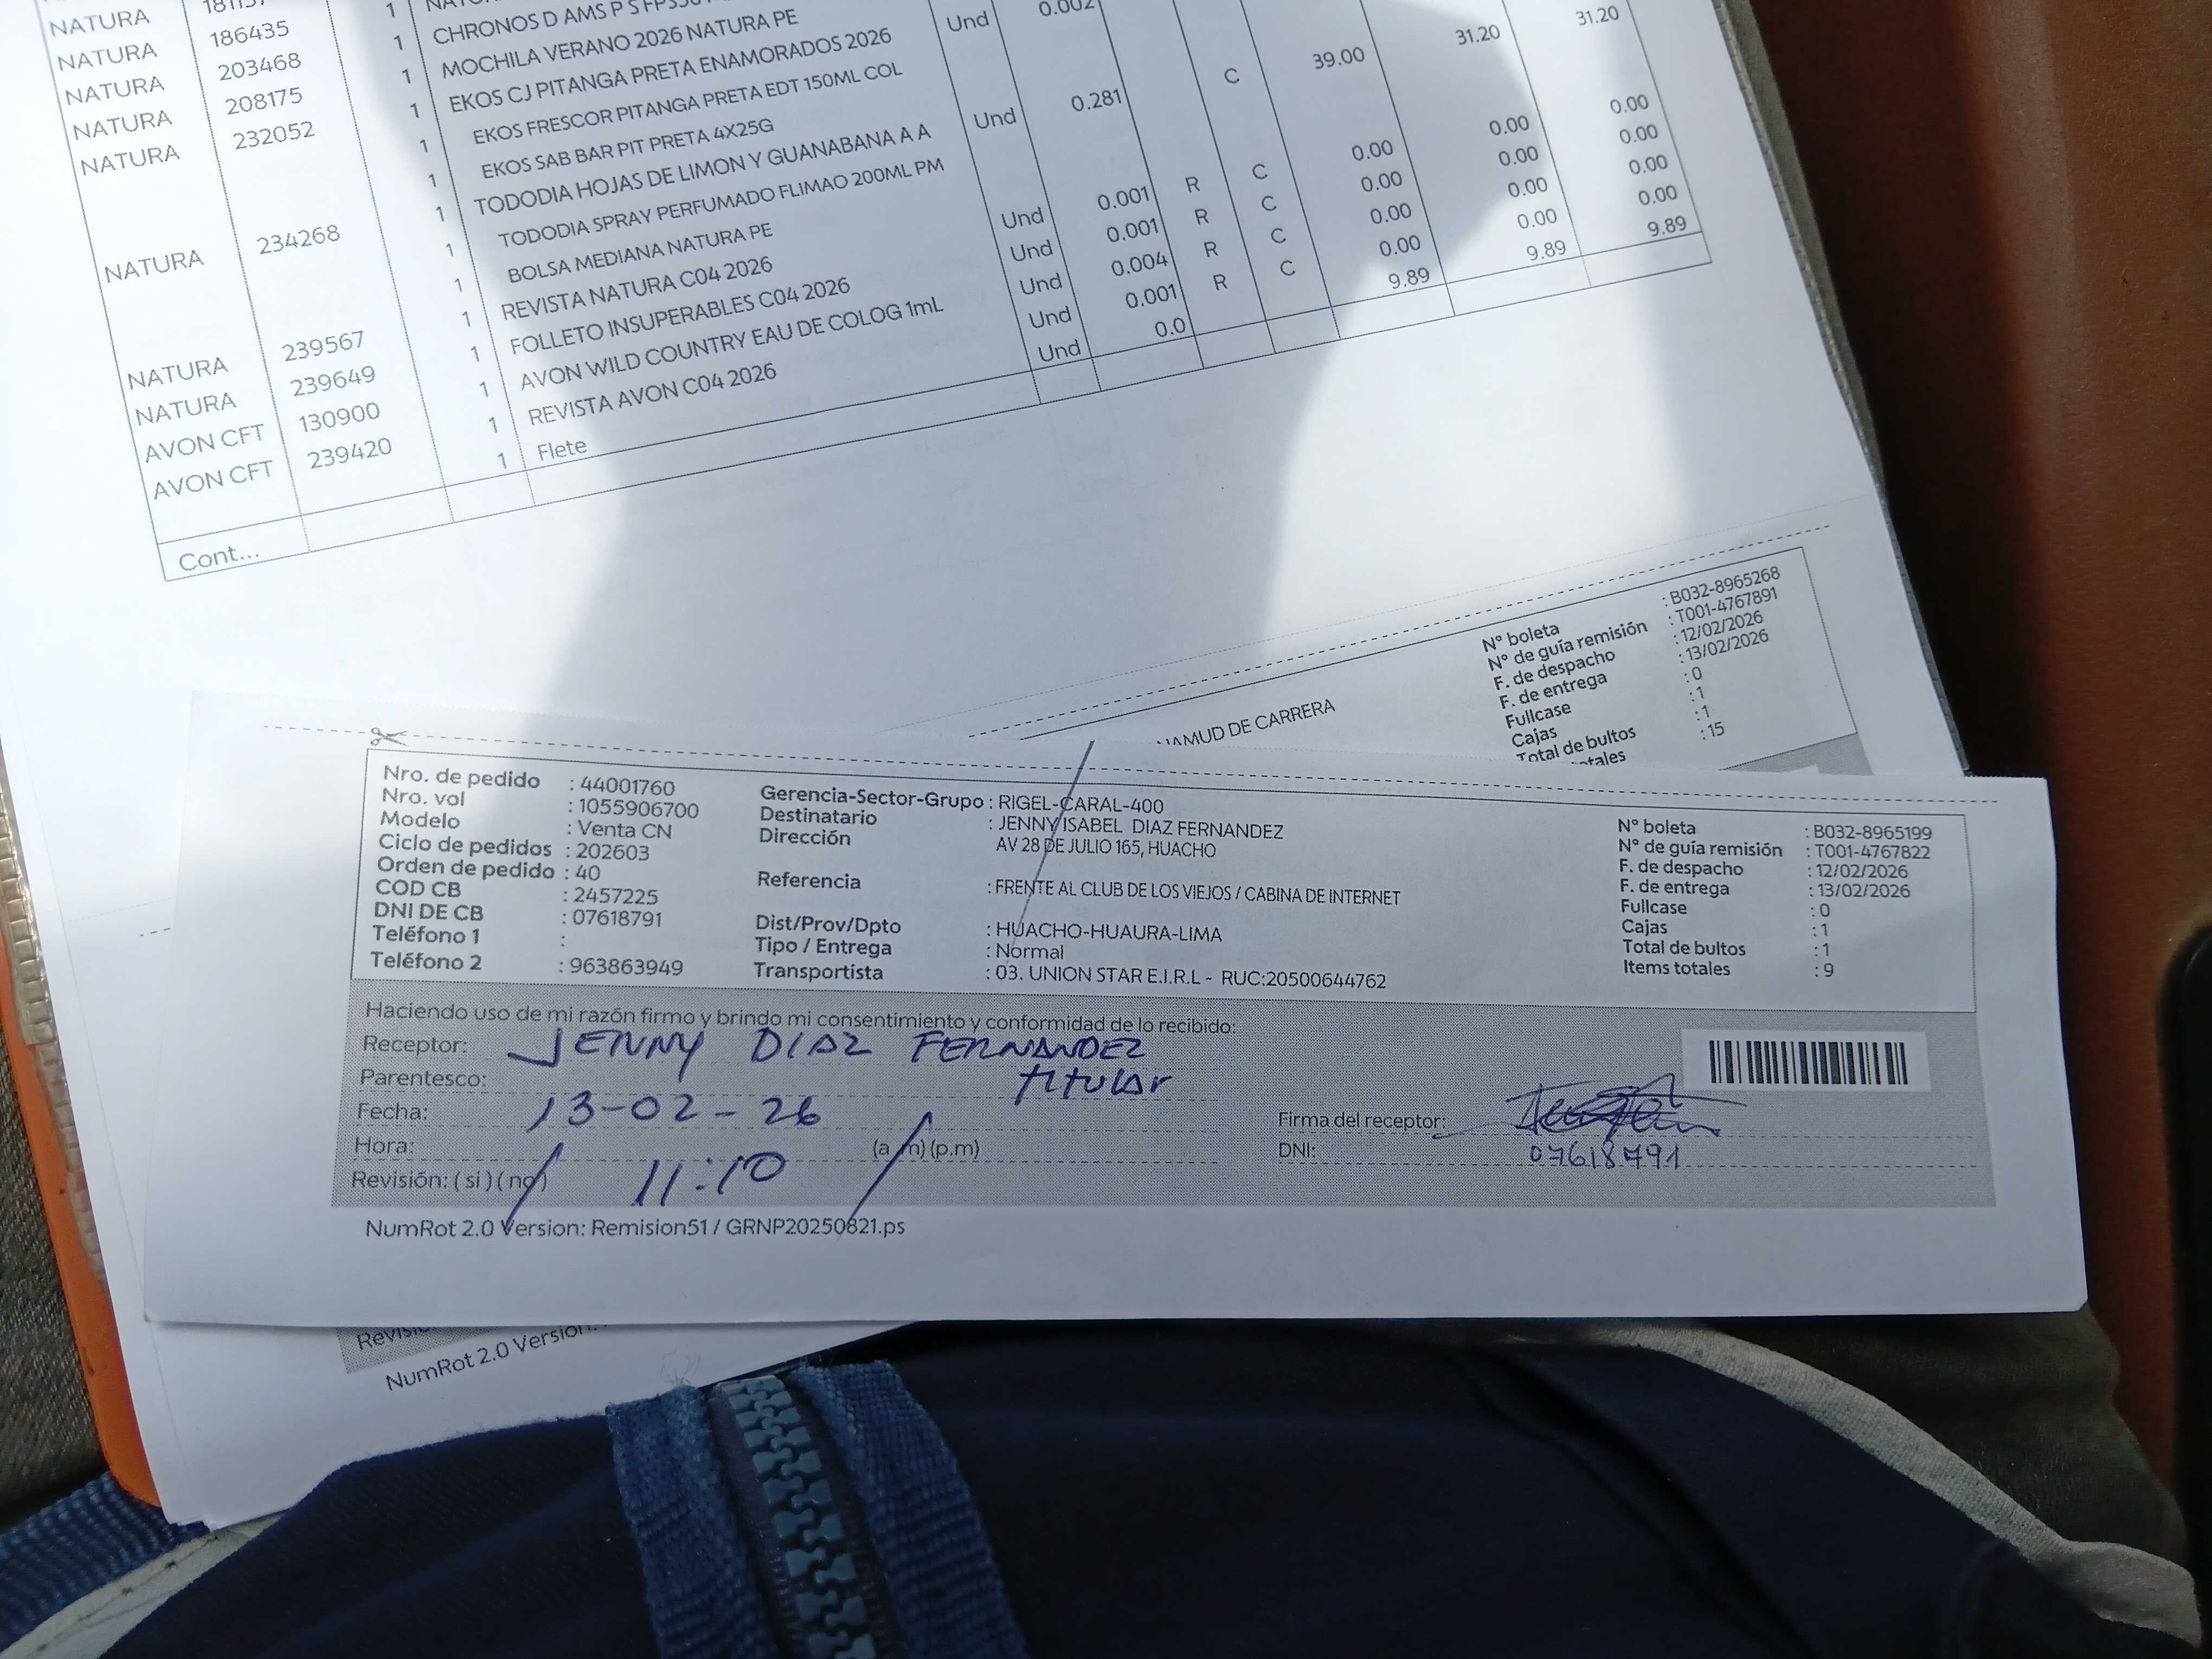 NATURA
NATURA 186435 1 CHRONOS D AMS P S
NATURA 203468 1 MOCHILA VERANO 2026 NATURA PE Und 0.002
NATURA 208175 1 EKOS CJ PITANGA PRETA ENAMORADOS 2026 C 39.00 31.20 31.20
NATURA 232052 1 EKOS FRESCOR PITANGA PRETA EDT 150ML COL
1 EKOS SAB BAR PIT PRETA 4X25G Und 0.281
NATURA 234268 1 TODODIA HOJAS DE LIMON Y GUANABANA A A
1 TODODIA SPRAY PERFUMADO FLIMAO 200ML PM
1 BOLSA MEDIANA NATURA PE Und 0.001 R C 0.00 0.00 0.00
NATURA 239567 1 REVISTA NATURA C04 2026 Und 0.001 R C 0.00 0.00 0.00
NATURA 239649 1 FOLLETO INSUPERABLES C04 2026 Und 0.004 R C 0.00 0.00 0.00
AVON CFT 130900 1 AVON WILD COUNTRY EAU DE COLOG 1mL Und 0.001 R C 0.00 0.00 0.00
AVON CFT 239420 1 REVISTA AVON C04 2026 Und 0.0 9.89 9.89 9.89
1 Flete
Cont...
N° boleta : B032-8965268
N° de guía remisión : T001-4767891
F. de despacho : 12/02/2026
F. de entrega : 13/02/2026
Fullcase : 0
Cajas : 1
Total de bultos : 1
: 15
DE CARRERA
Nro. de pedido : 44001760
Nro. vol : 1055906700
Modelo : Venta CN
Ciclo de pedidos : 202603
Orden de pedido : 40
COD CB : 2457225
DNI DE CB : 07618791
Teléfono 1 :
Teléfono 2 : 963863949
Gerencia-Sector-Grupo : RIGEL-CARAL-400
Destinatario : JENNY ISABEL DIAZ FERNANDEZ
Dirección AV 28 DE JULIO 165, HUACHO
Referencia : FRENTE AL CLUB DE LOS VIEJOS / CABINA DE INTERNET
Dist/Prov/Dpto : HUACHO-HUAURA-LIMA
Tipo / Entrega : Normal
Transportista : 03. UNION STAR E.I.R.L - RUC:20500644762
N° boleta : B032-8965199
N° de guía remisión : T001-4767822
F. de despacho : 12/02/2026
F. de entrega : 13/02/2026
Fullcase : 0
Cajas : 1
Total de bultos : 1
Items totales : 9
Haciendo uso de mi razón firmo y brindo mi consentimiento y conformidad de lo recibido:
Receptor: JENNY DIAZ FERNANDEZ
Parentesco: titular
Fecha: 13-02-26
Hora: (a.m) (p.m)
Revisión: ( si ) ( no ) 11:10
Firma del receptor:
DNI: 07618791
NumRot 2.0 Version: Remision51 / GRNP20250821.ps
NumRot 2.0 Version: